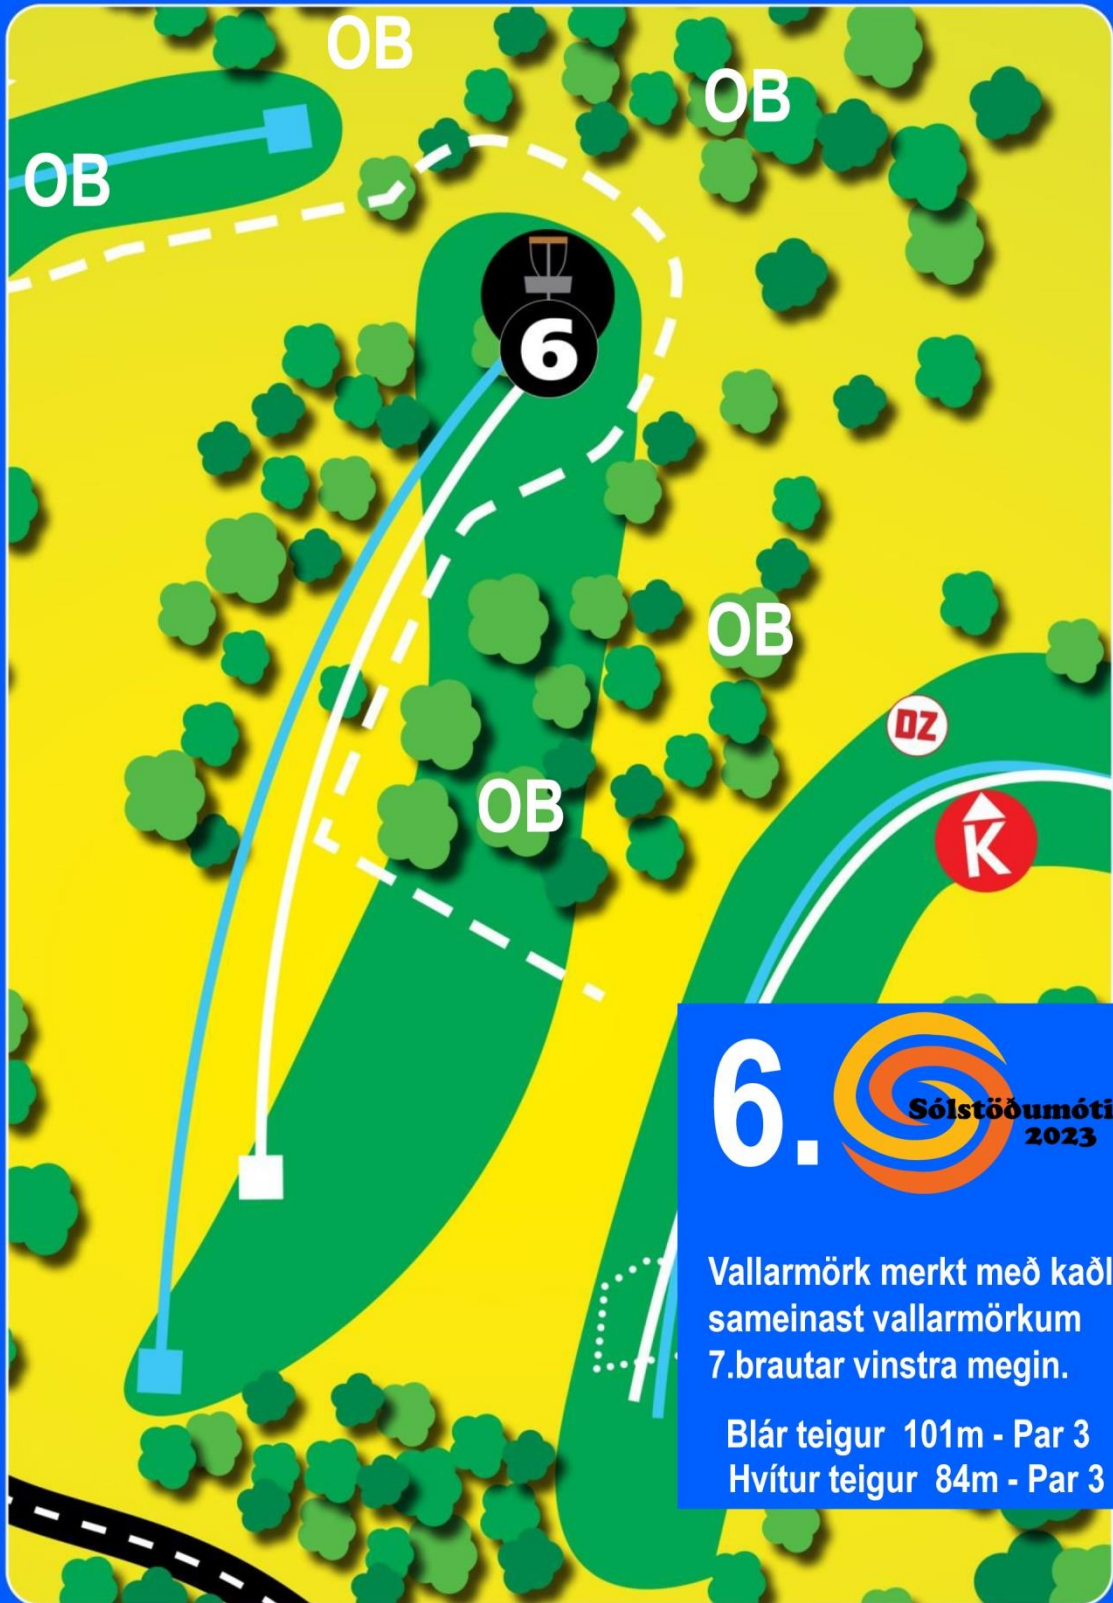 OB
OB
OB
6
OB
DZ
K
OB
6.
Sólstöðumóti
2023
Vallarmörk merkt með kaðl
sameinast vallarmörkum
7.brautar vinstra megin.
Blár teigur 101m - Par 3
Hvítur teigur 84m - Par 3